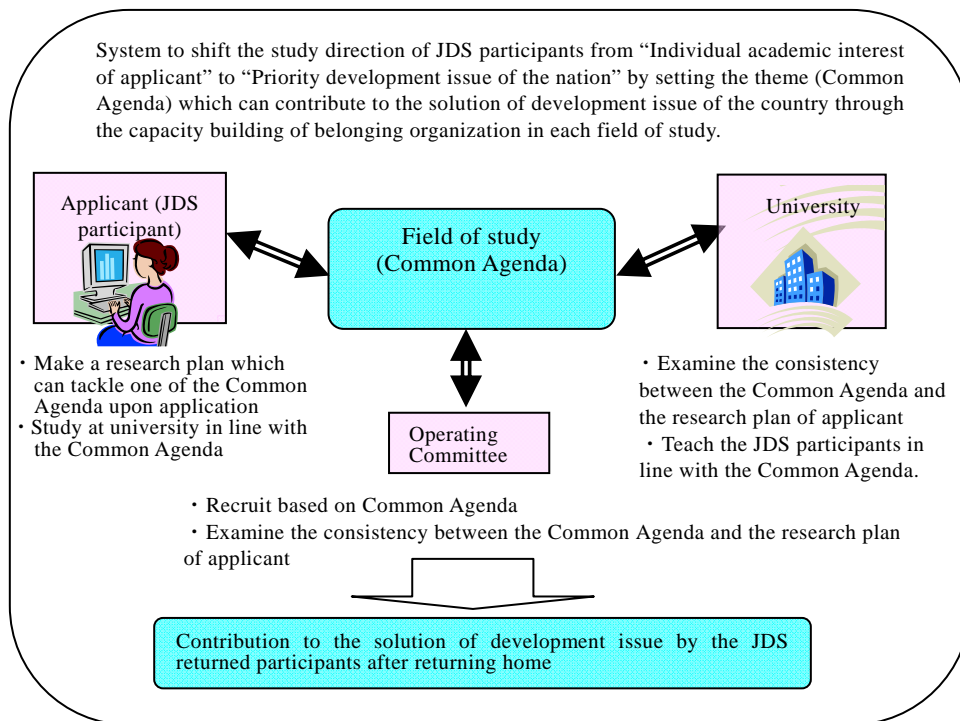 System to shift the study direction of JDS participants from “Individual academic interest
of applicant” to “Priority development issue of the nation” by setting the theme (Common
Agenda) which can contribute to the solution of development issue of the country through
the capacity building of belonging organization in each field of study.
Applicant (JDS
participant)
Field of study
(Common Agenda)
University
・Make a research plan which
can tackle one of the Common
Agenda upon application
・Study at university in line with
the Common Agenda
・Examine the consistency
between the Common Agenda and
the research plan of applicant
・Teach the JDS participants in
line with the Common Agenda.
Operating
Committee
・Recruit based on Common Agenda
・Examine the consistency between the Common Agenda and the research plan
of applicant
Contribution to the solution of development issue by the JDS
returned participants after returning home